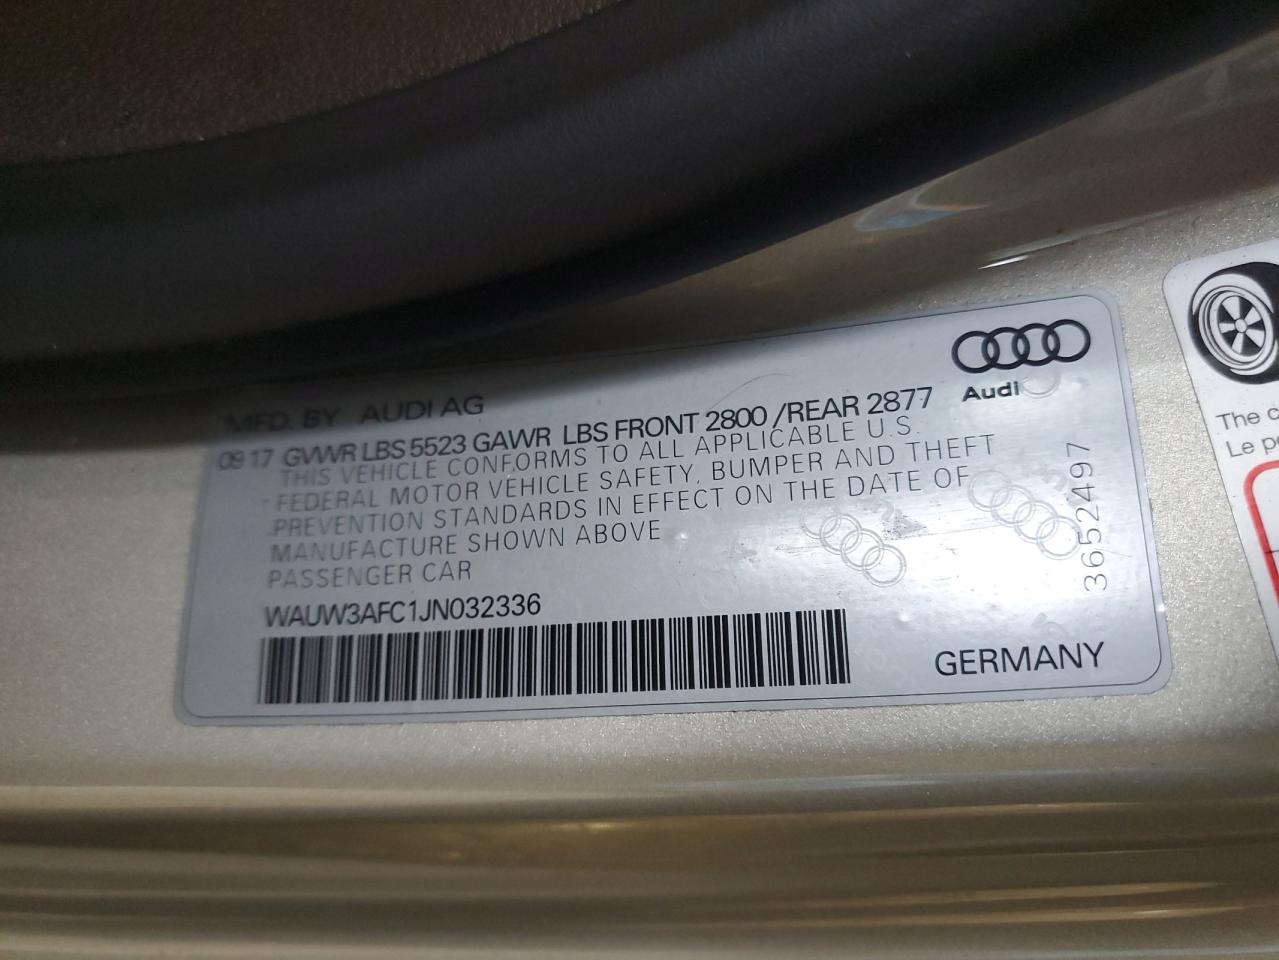 MFD. BY AUDI AG
09 17 GVWR LBS 5523 GAWR LBS FRONT 2800 /REAR 2877
THIS VEHICLE CONFORMS TO ALL APPLICABLE U.S.
FEDERAL MOTOR VEHICLE SAFETY, BUMPER AND THEFT
PREVENTION STANDARDS IN EFFECT ON THE DATE OF
MANUFACTURE SHOWN ABOVE
PASSENGER CAR
WAUW3AFC1JN032336
Audi
3652497
GERMANY
The
Le